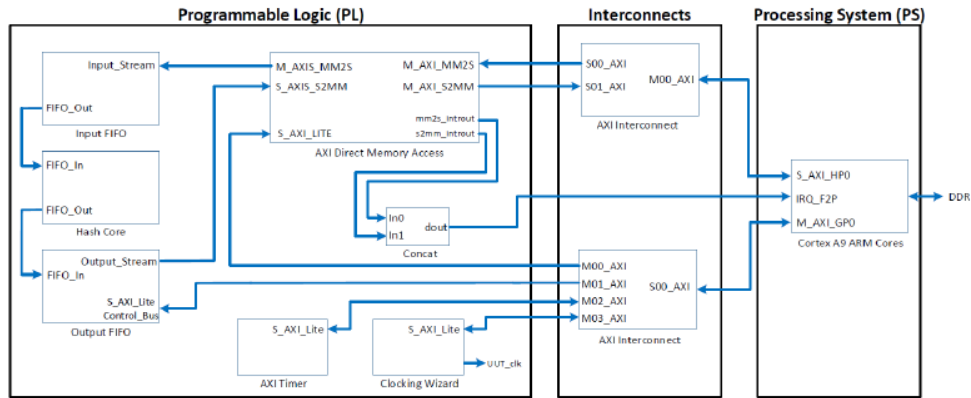 Programmable Logic (PL)
Interconnects
Processing System (PS)
Input_Stream
FIFO_Out
Input FIFO
FIFO_In
FIFO_Out
Hash Core
Output_Stream
FIFO_In
S_AXI_Lite
Control_Bus
Output FIFO
M_AXIS_MM2S
M_AXI_MM2S
S_AXIS_S2MM
M_AXI_S2MM
mm2s_introut
S_AXI_LITE
s2mm_introut
AXI Direct Memory Access
In0
dout
In1
Concat
S_AXI_Lite
AXI Timer
S_AXI_Lite
UUT_clk
Clocking Wizard
S00_AXI
M00_AXI
S01_AXI
AXI Interconnect
M00_AXI
M01_AXI
S00_AXI
M02_AXI
M03_AXI
AXI Interconnect
S_AXI_HP0
IRQ_F2P
DDR
M_AXI_GP0
Cortex A9 ARM Cores